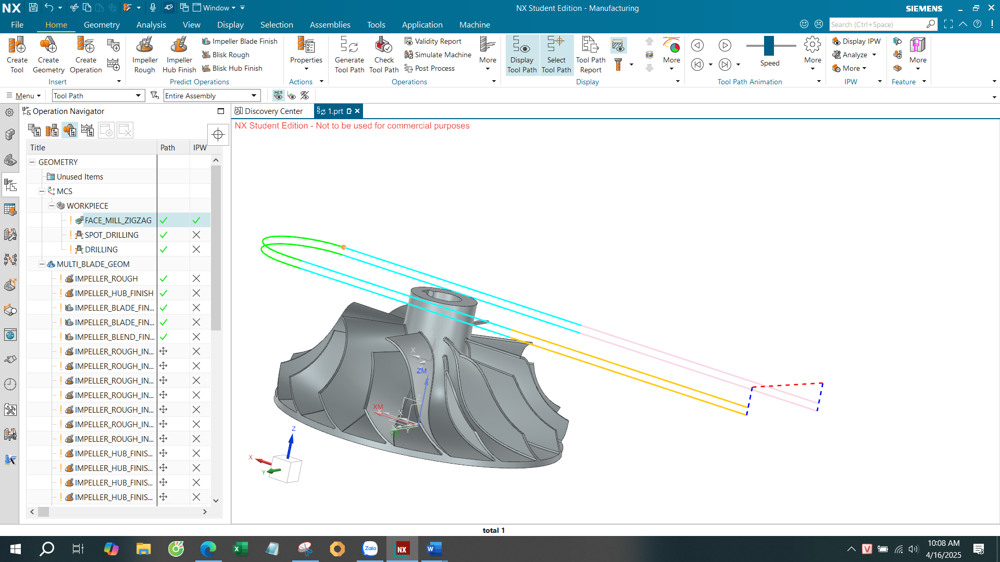 NX
Window
NX Student Edition - Manufacturing
SIEMENS
File Home Geometry Analysis View Display Selection Assemblies Tools Application Machine
Search (Ctrl+Space)
Create Tool
Create Geometry
Create Operation
Insert
Impeller Rough
Impeller Hub Finish
Impeller Blade Finish
Blisk Rough
Blisk Hub Finish
Predict Operations
Properties
Actions
Generate Tool Path
Check Tool Path
Validity Report
Simulate Machine
Post Process
More
Operations
Display Tool Path
Select Tool Path
Tool Path Report
More
Display
Speed
More
Tool Path Animation
Display IPW
Analyze
More
IPW
More
Feature
Menu
Tool Path
Entire Assembly
MCS
Operation Navigator
Discovery Center
1.prt
NX Student Edition - Not to be used for commercial purposes
Title Path IPW
GEOMETRY
Unused Items
MCS
WORKPIECE
FACE_MILL_ZIGZAG
SPOT_DRILLING
DRILLING
MULTI_BLADE_GEOM
IMPELLER_ROUGH
IMPELLER_HUB_FINISH
IMPELLER_BLADE_FIN...
IMPELLER_BLADE_FIN...
IMPELLER_BLEND_FIN...
IMPELLER_ROUGH_IN...
IMPELLER_ROUGH_IN...
IMPELLER_ROUGH_IN...
IMPELLER_ROUGH_IN...
IMPELLER_ROUGH_IN...
IMPELLER_ROUGH_IN...
IMPELLER_ROUGH_IN...
IMPELLER_HUB_FINIS...
IMPELLER_HUB_FINIS...
IMPELLER_HUB_FINIS...
IMPELLER_HUB_FINIS...
Z
X
ZM
Z
XM
X
YM
Y
Z
X
Y
total 1
Zalo
NX
V
10:08 AM
4/16/2025